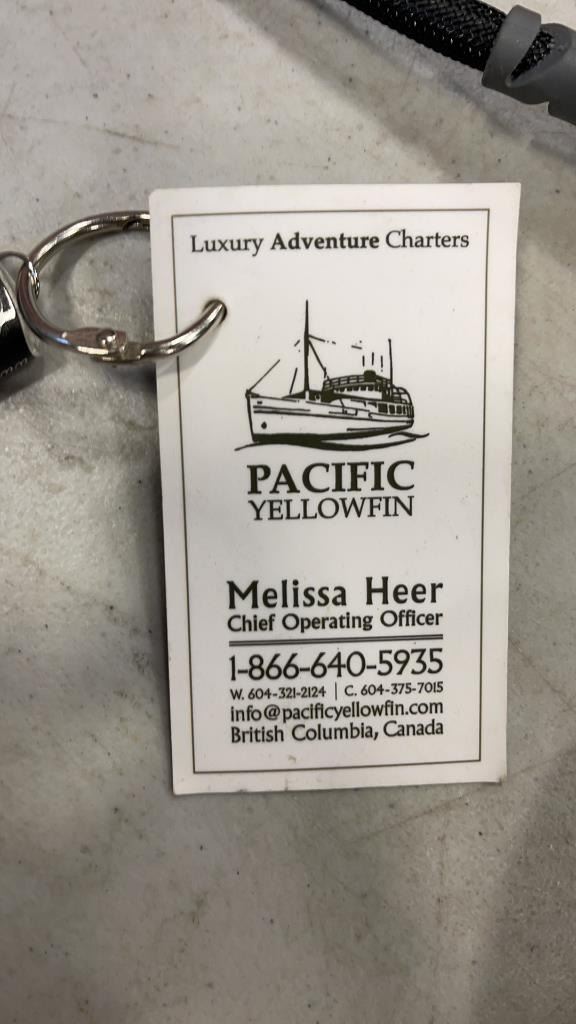 Luxury Adventure Charters
PACIFIC
YELLOWFIN
Melissa Heer
Chief Operating Officer
1-866-640-5935
W. 604-321-2124 | C. 604-375-7015
info@pacificyellowfin.com
British Columbia, Canada